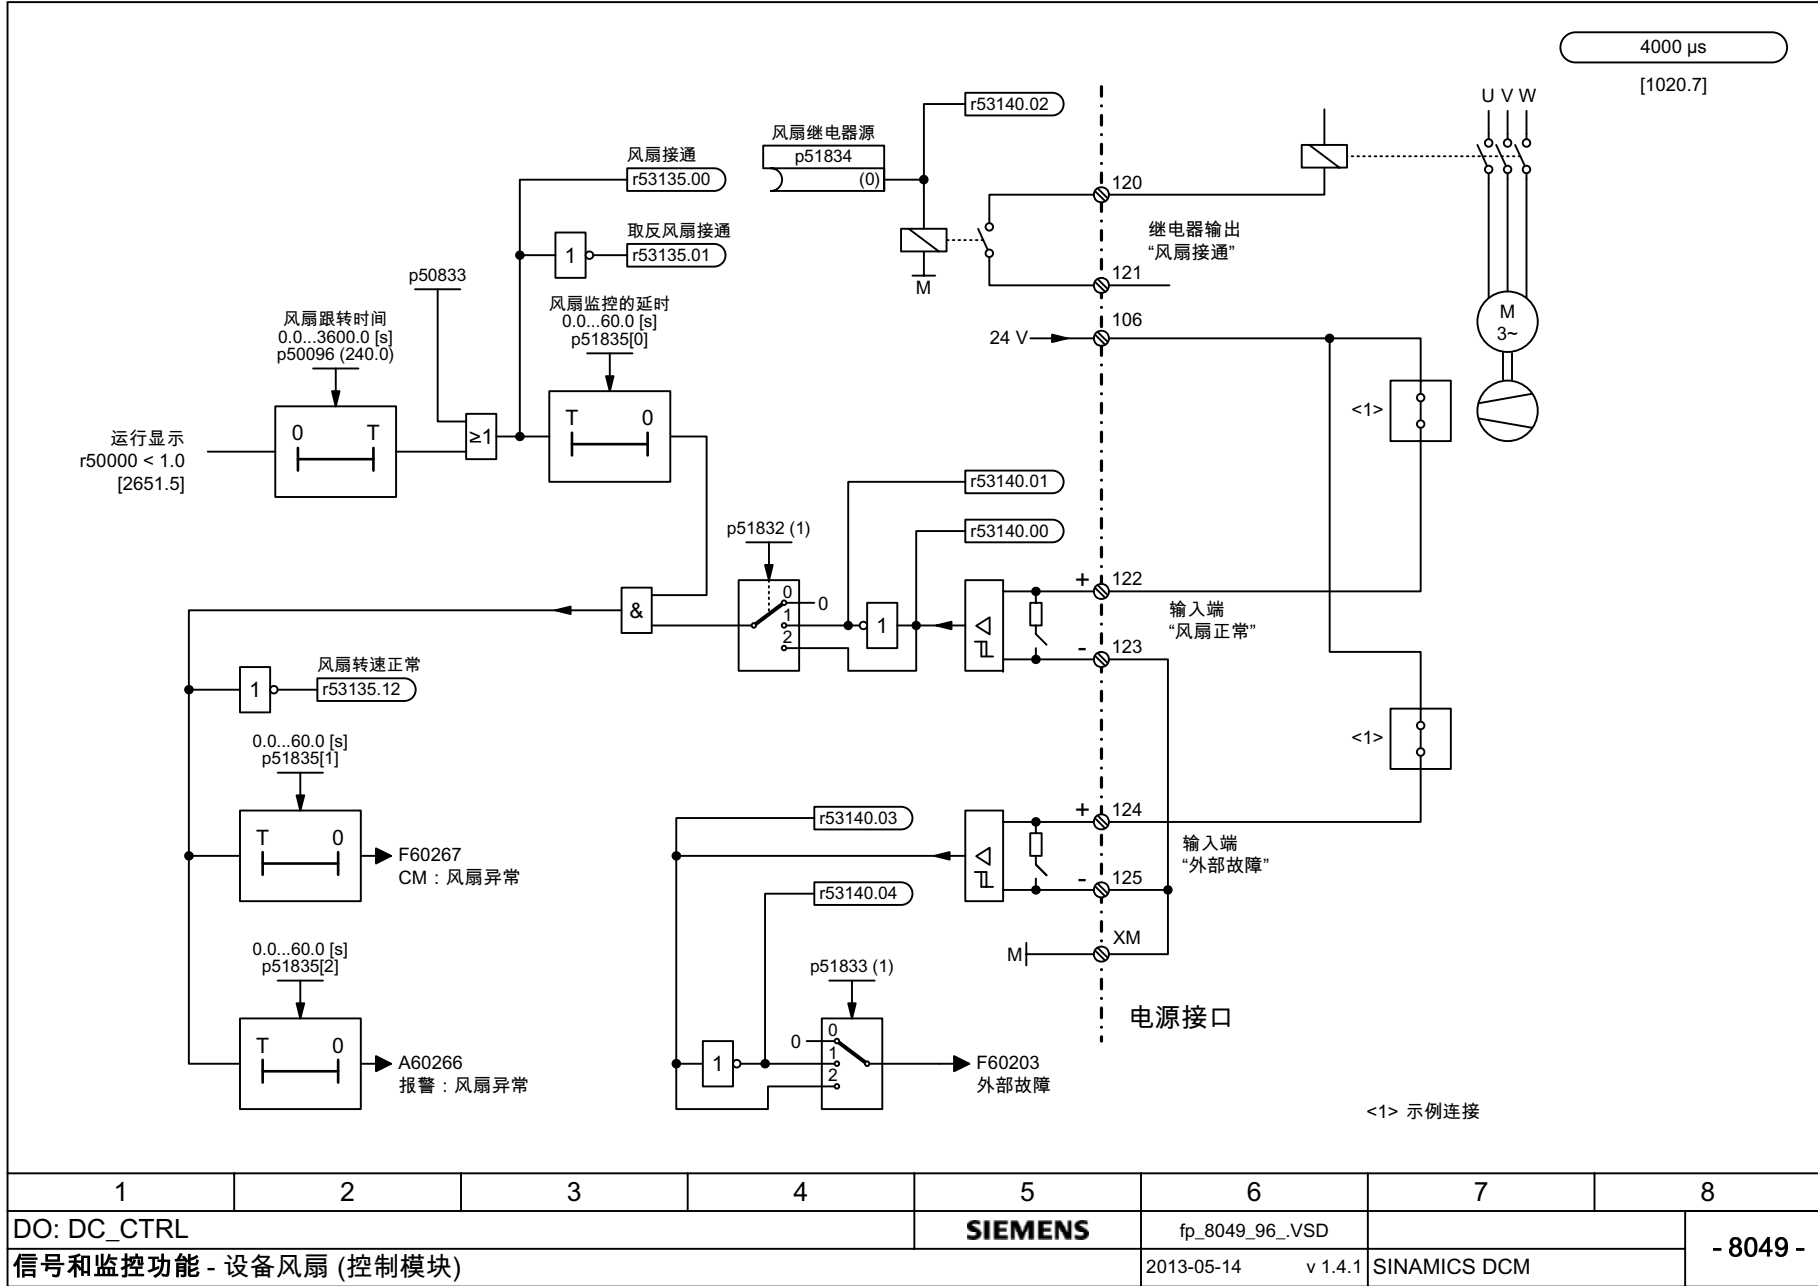 4000 µs
[1020.7]
U V W
r53140.02
风扇继电器源
p51834
(0)
风扇接通
r53135.00
取反风扇接通
1
r53135.01
p50833
风扇监控的延时
0.0...60.0 [s]
p51835[0]
风扇跟转时间
0.0...3600.0 [s]
p50096 (240.0)
运行显示
r50000 < 1.0
[2651.5]
0 T
≥1
T 0
M
120
继电器输出
“风扇接通”
121
24 V
106
M
3~
<1>
r53140.01
r53140.00
p51832 (1)
0
1
2
0
1
&
+
122
输入端
“风扇正常”
-
123
<1>
1
风扇转速正常
r53135.12
0.0...60.0 [s]
p51835[1]
T 0
F60267
CM：风扇异常
0.0...60.0 [s]
p51835[2]
T 0
A60266
报警：风扇异常
r53140.03
r53140.04
+
124
输入端
“外部故障”
-
125
M
XM
电源接口
p51833 (1)
1
0
0
1
2
F60203
外部故障
<1> 示例连接
1 2 3 4 5 6 7 8
DO: DC_CTRL
SIEMENS
fp_8049_96_.VSD
- 8049 -
信号和监控功能 - 设备风扇 (控制模块)
2013-05-14 v 1.4.1
SINAMICS DCM